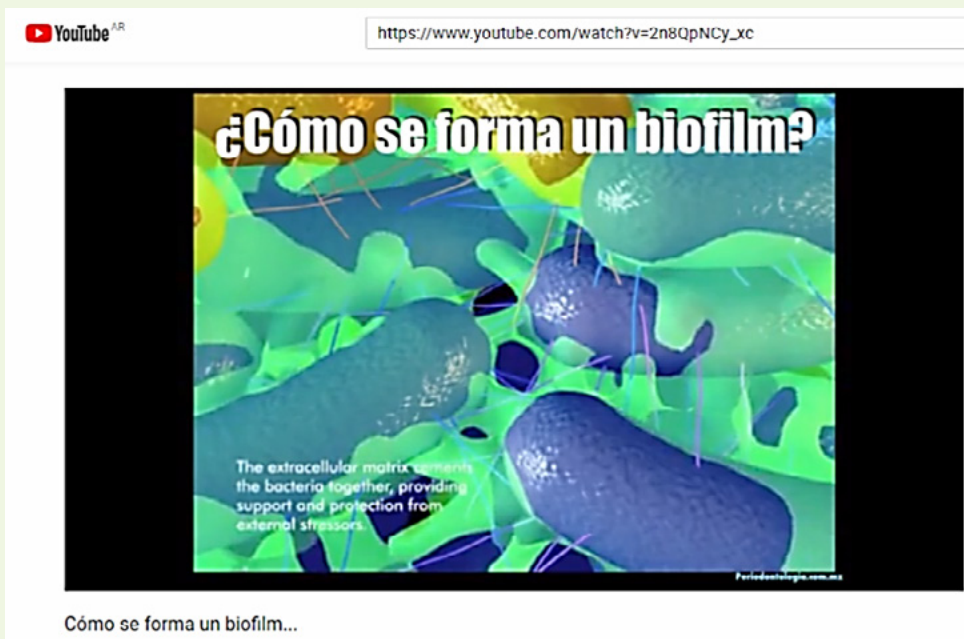 YouTube AR
https://www.youtube.com/watch?v=2n8QpNCy_xc
¿Cómo se forma un biofilm?
The extracellular matrix cements
the bacteria together, providing
support and protection from
external stressors.
Periodontologia.com.mx
Cómo se forma un biofilm...